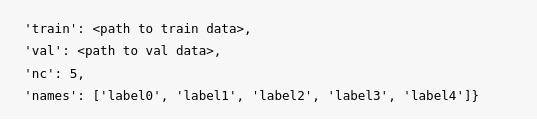 'train': <path to train data>,
'val': <path to val data>,
'nc': 5,
'names': ['label0', 'label1', 'label2', 'label3', 'label4']}